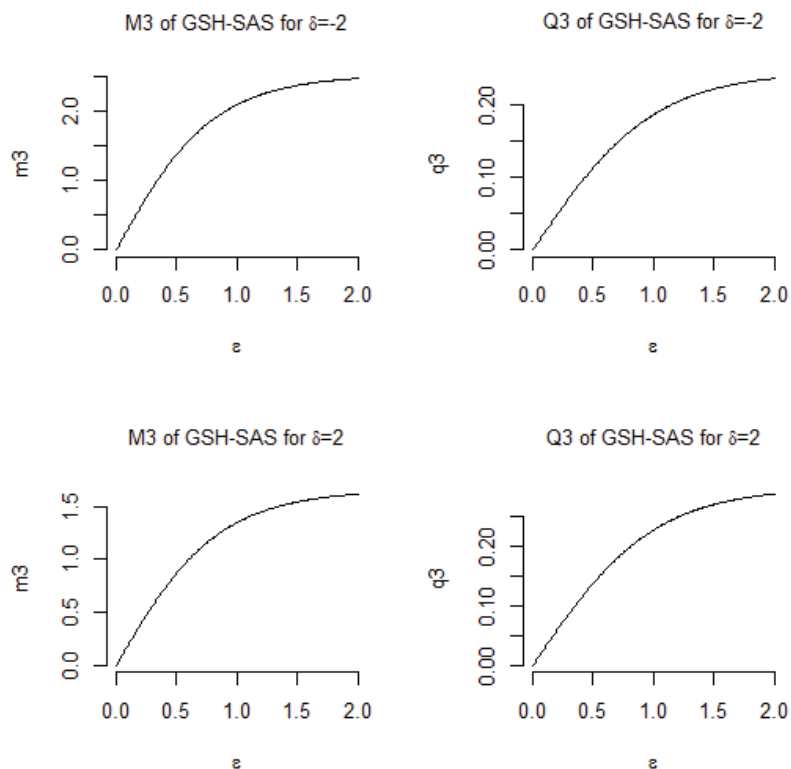 M3 of GSH-SAS for δ=-2
m3
0.0 1.0 2.0
0.0 0.5 1.0 1.5 2.0
ε
Q3 of GSH-SAS for δ=-2
q3
0.00 0.10 0.20
0.0 0.5 1.0 1.5 2.0
ε
M3 of GSH-SAS for δ=2
m3
0.0 0.5 1.0 1.5
0.0 0.5 1.0 1.5 2.0
ε
Q3 of GSH-SAS for δ=2
q3
0.00 0.10 0.20
0.0 0.5 1.0 1.5 2.0
ε